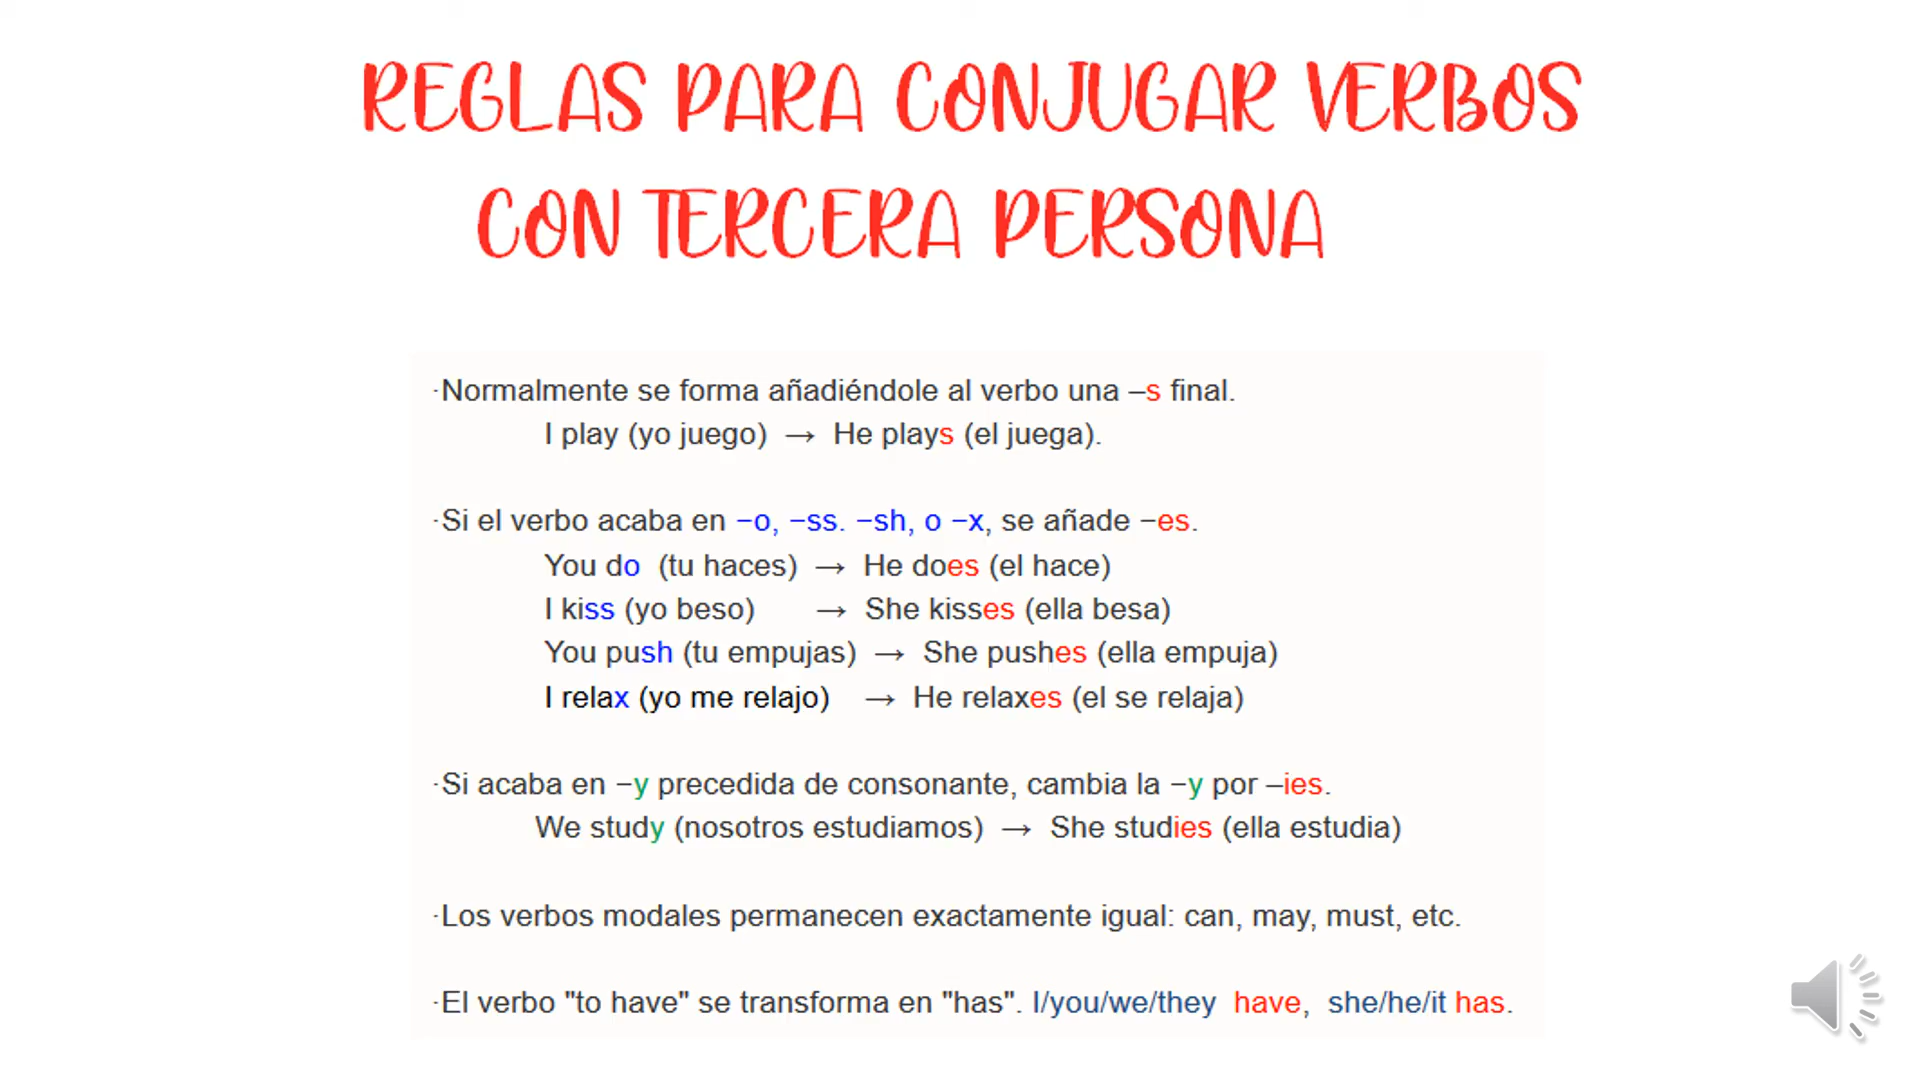 REGLAS PARA CONJUGAR VERBOS
CON TERCERA PERSONA
·Normalmente se forma añadiéndole al verbo una –s final.
I play (yo juego) → He plays (el juega).
·Si el verbo acaba en −o, −ss. −sh, o −x, se añade −es.
You do (tu haces) → He does (el hace)
I kiss (yo beso) → She kisses (ella besa)
You push (tu empujas) → She pushes (ella empuja)
I relax (yo me relajo) → He relaxes (el se relaja)
·Si acaba en −y precedida de consonante, cambia la −y por –ies.
We study (nosotros estudiamos) → She studies (ella estudia)
·Los verbos modales permanecen exactamente igual: can, may, must, etc.
·El verbo "to have" se transforma en "has". I/you/we/they have, she/he/it has.